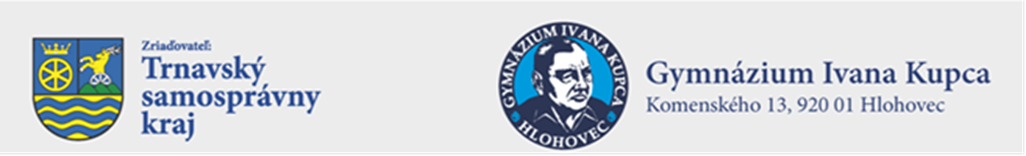 Zriaďovateľ:
Trnavský
samosprávny
kraj
GYMNÁZIUM IVANA KUPCA
HLOHOVEC
Gymnázium Ivana Kupca
Komenského 13, 920 01 Hlohovec